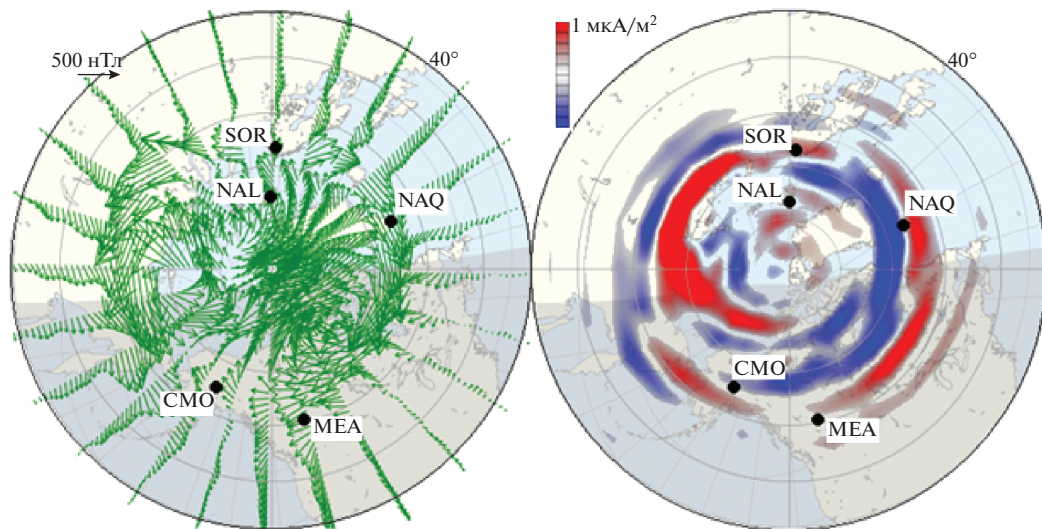 500 нТл
40°
SOR
NAL
NAQ
CMO
MEA
1 мкА/м²
40°
SOR
NAL
NAQ
CMO
MEA